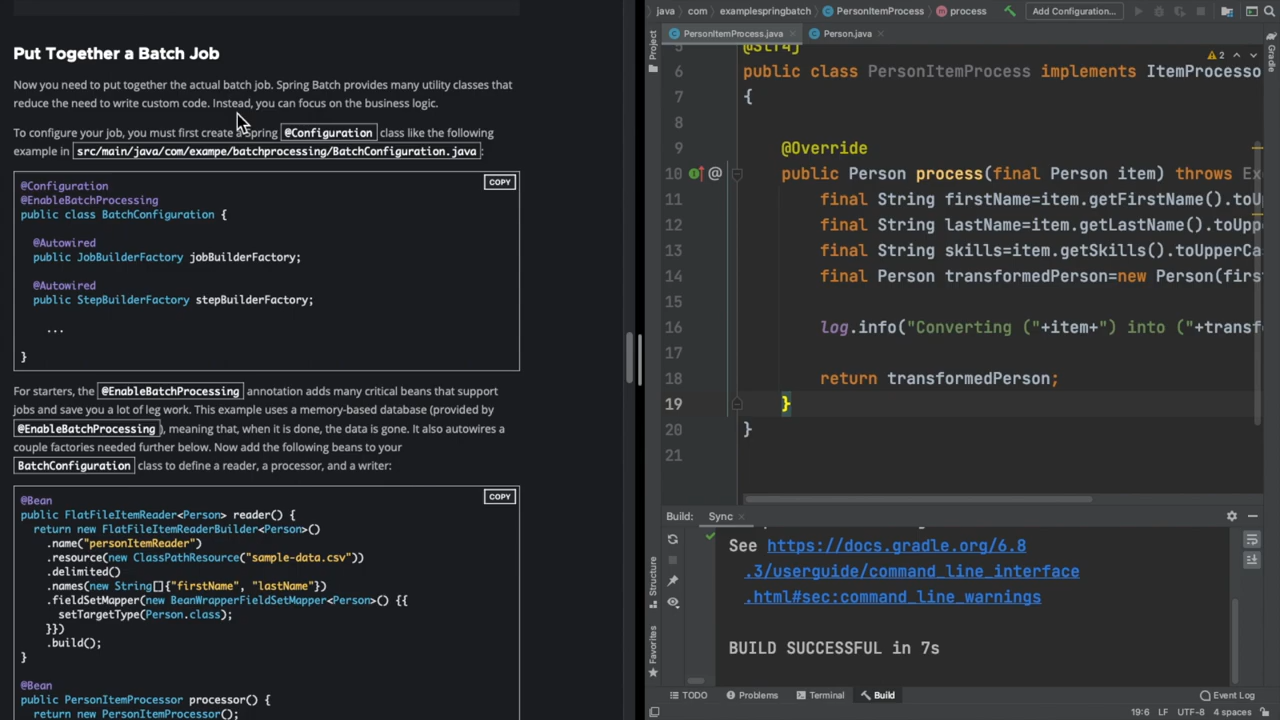 Put Together a Batch Job
Now you need to put together the actual batch job. Spring Batch provides many utility classes that
reduce the need to write custom code. Instead, you can focus on the business logic.
To configure your job, you must first create a Spring @Configuration class like the following
example in src/main/java/com/exampe/batchprocessing/BatchConfiguration.java:
COPY
@Configuration
@EnableBatchProcessing
public class BatchConfiguration {
@Autowired
public JobBuilderFactory jobBuilderFactory;
@Autowired
public StepBuilderFactory stepBuilderFactory;
...
}
For starters, the @EnableBatchProcessing annotation adds many critical beans that support
jobs and save you a lot of leg work. This example uses a memory-based database (provided by
@EnableBatchProcessing), meaning that, when it is done, the data is gone. It also autowires a
couple factories needed further below. Now add the following beans to your
BatchConfiguration class to define a reader, a processor, and a writer:
COPY
@Bean
public FlatFileItemReader<Person> reader() {
return new FlatFileItemReaderBuilder<Person>()
.name("personItemReader")
.resource(new ClassPathResource("sample-data.csv"))
.delimited()
.names(new String[]{"firstName", "lastName"})
.fieldSetMapper(new BeanWrapperFieldSetMapper<Person>() {{
setTargetType(Person.class);
}})
.build();
}
@Bean
public PersonItemProcessor processor() {
return new PersonItemProcessor();
java com examplespringbatch PersonItemProcess process Add Configuration...
PersonItemProcess.java Person.java
Project
Gradle
2
5 @Slf4j
6 public class PersonItemProcess implements ItemProcesso
7 {
8
9 @Override
10 @ public Person process(final Person item) throws Ex
11 final String firstName=item.getFirstName().toU
12 final String lastName=item.getLastName().toUpp
13 final String skills=item.getSkills().toUpperCa
14 final Person transformedPerson=new Person(firs
15
16 log.info("Converting ("+item+") into ("+transf
17
18 return transformedPerson;
19 }
20 }
21
Build: Sync
See https://docs.gradle.org/6.8
.3/userguide/command_line_interface
.html#sec:command_line_warnings
BUILD SUCCESSFUL in 7s
Structure
Favorites
TODO Problems Terminal Build Event Log
19:6 LF UTF-8 4 spaces